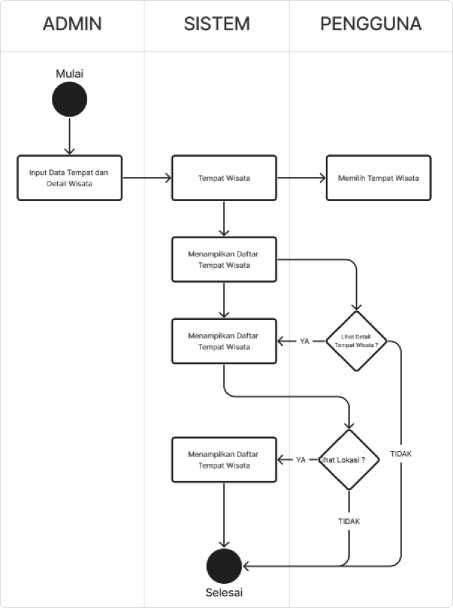 ADMIN
SISTEM
PENGGUNA
Mulai
Input Data Tempat dan
Detail Wisata
Tempat Wisata
Memilih Tempat Wisata
Menampilkan Daftar
Tempat Wisata
Menampilkan Daftar
Tempat Wisata
YA
Lihat Detail
Tempat Wisata ?
Menampilkan Daftar
Tempat Wisata
YA
ihat Lokasi ?
TIDAK
TIDAK
Selesai